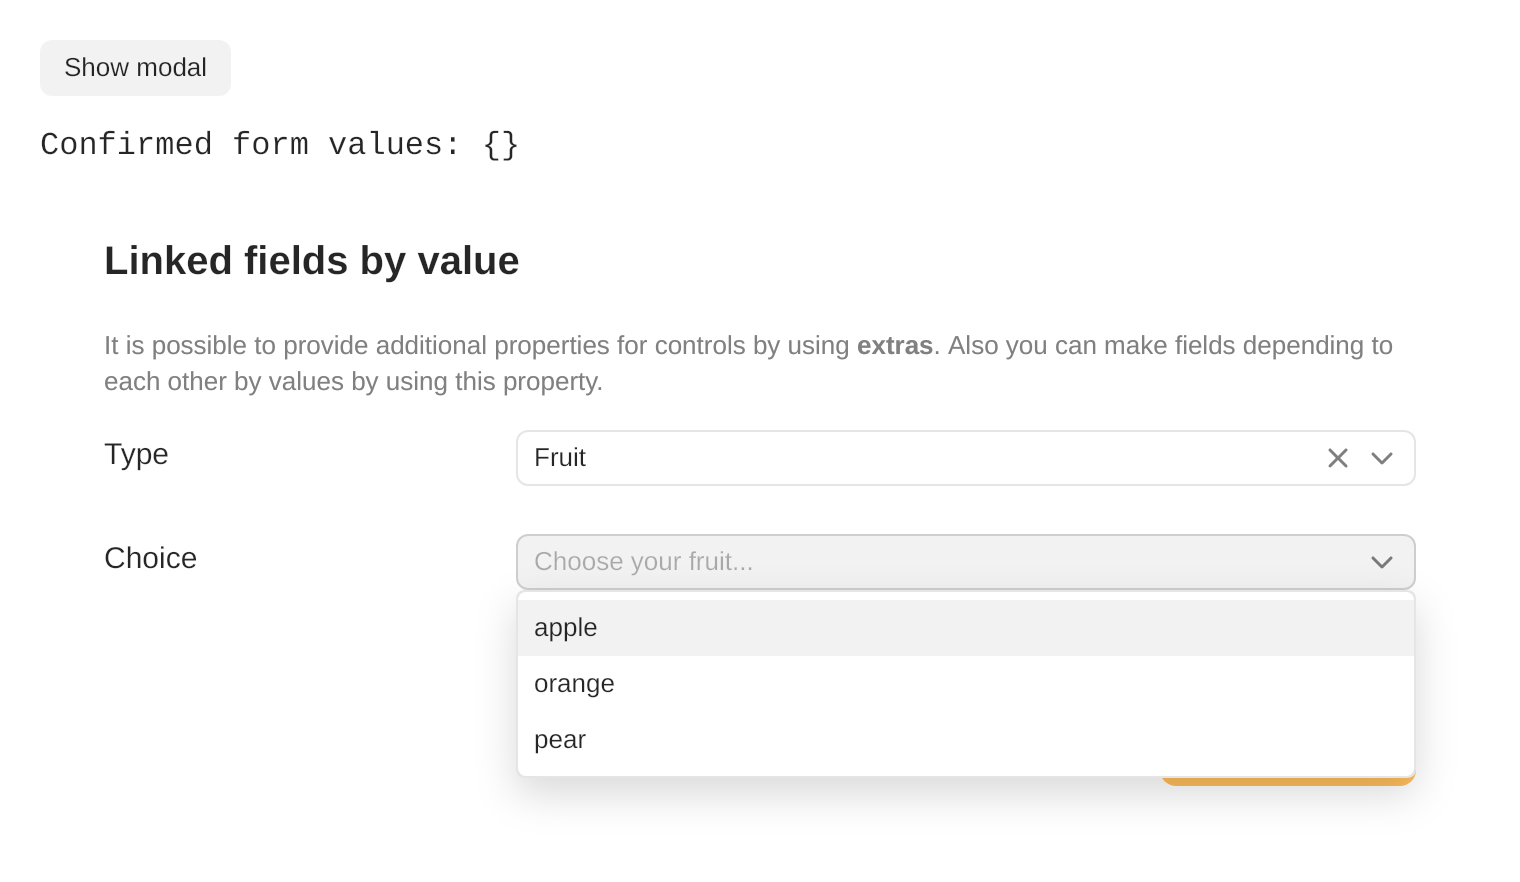 Show modal
Confirmed form values: {}
Linked fields by value
It is possible to provide additional properties for controls by using extras. Also you can make fields depending to
each other by values by using this property.
Type
Fruit
Choice
Choose your fruit...
apple
orange
pear